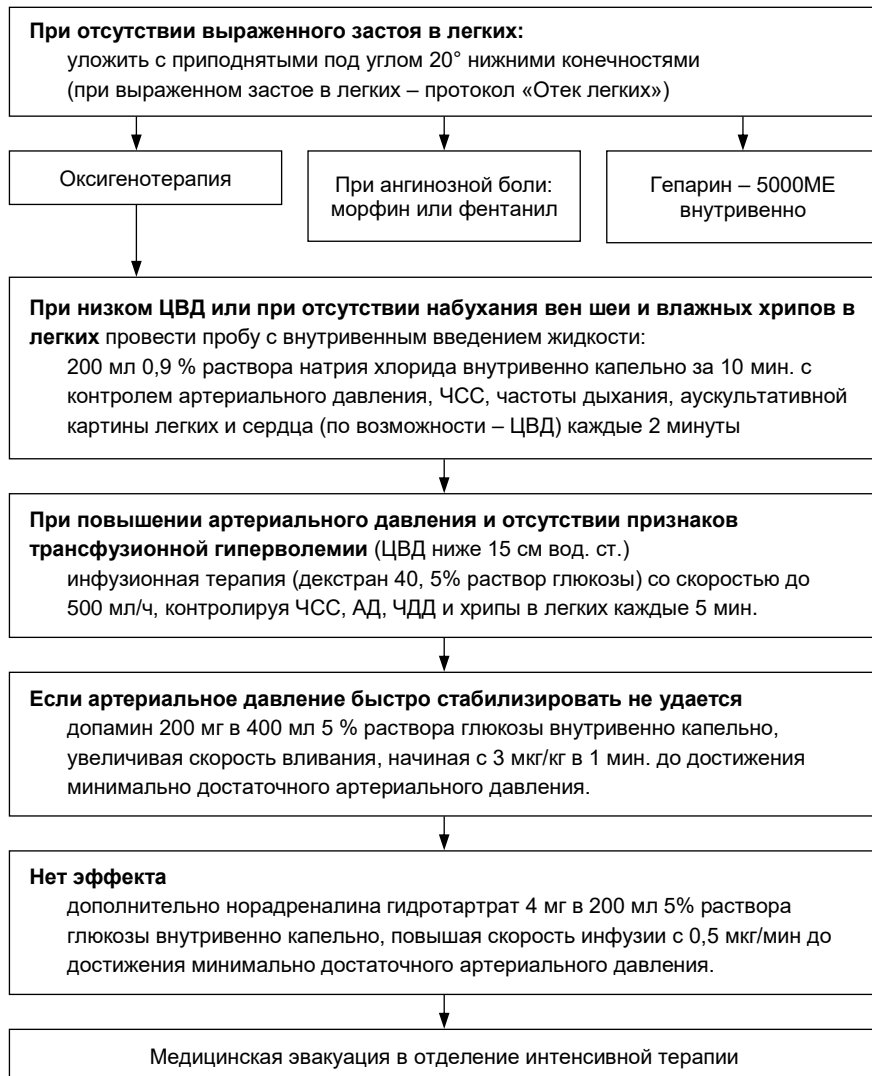 При отсутствии выраженного застоя в легких:
уложить с приподнятыми под углом 20° нижними конечностями
(при выраженном застое в легких – протокол «Отек легких»)
Оксигенотерапия
При ангинозной боли:
морфин или фентанил
Гепарин – 5000МЕ
внутривенно
При низком ЦВД или при отсутствии набухания вен шеи и влажных хрипов в
легких провести пробу с внутривенным введением жидкости:
200 мл 0,9 % раствора натрия хлорида внутривенно капельно за 10 мин. с
контролем артериального давления, ЧСС, частоты дыхания, аускультативной
картины легких и сердца (по возможности – ЦВД) каждые 2 минуты
При повышении артериального давления и отсутствии признаков
трансфузионной гиперволемии (ЦВД ниже 15 см вод. ст.)
инфузионная терапия (декстран 40, 5% раствор глюкозы) со скоростью до
500 мл/ч, контролируя ЧСС, АД, ЧДД и хрипы в легких каждые 5 мин.
Если артериальное давление быстро стабилизировать не удается
допамин 200 мг в 400 мл 5 % раствора глюкозы внутривенно капельно,
увеличивая скорость вливания, начиная с 3 мкг/кг в 1 мин. до достижения
минимально достаточного артериального давления.
Нет эффекта
дополнительно норадреналина гидротартрат 4 мг в 200 мл 5% раствора
глюкозы внутривенно капельно, повышая скорость инфузии с 0,5 мкг/мин до
достижения минимально достаточного артериального давления.
Медицинская эвакуация в отделение интенсивной терапии